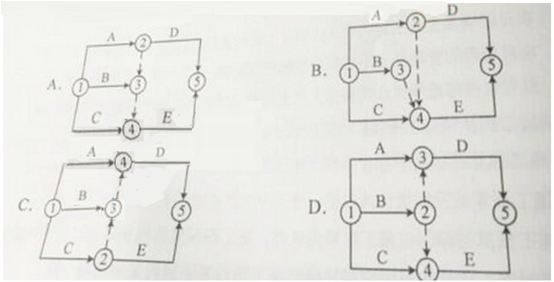 A.
A
②
D
①
B
③
⑤
C
④
E
B.
A
②
D
①
B
③
⑤
C
④
E
C.
A
④
D
①
B
③
⑤
C
②
E
D.
A
③
D
①
B
②
⑤
C
④
E